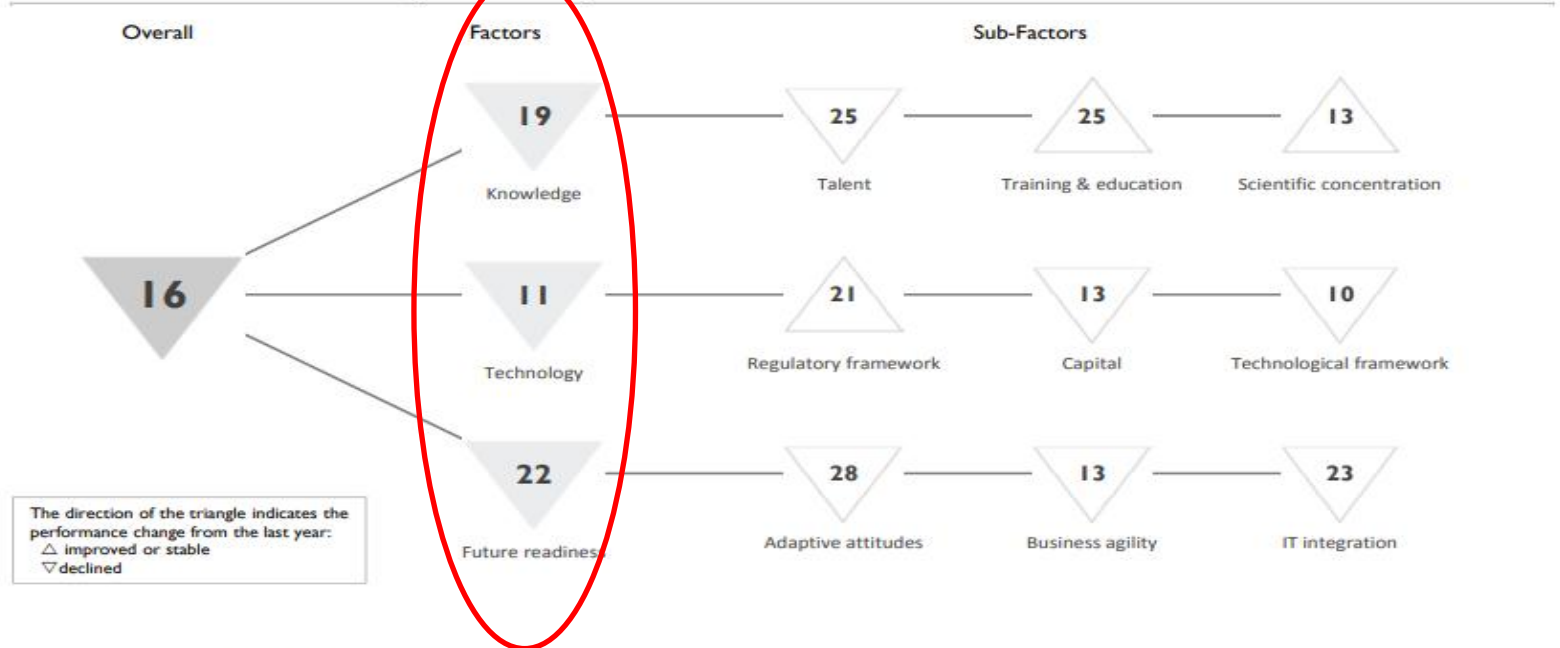 Overall Factors Sub-Factors
19 25 25 13
Knowledge Talent Training & education Scientific concentration
16 11 21 13 10
Technology Regulatory framework Capital Technological framework
22 28 13 23
Future readiness Adaptive attitudes Business agility IT integration
The direction of the triangle indicates the
performance change from the last year:
△ improved or stable
▽ declined